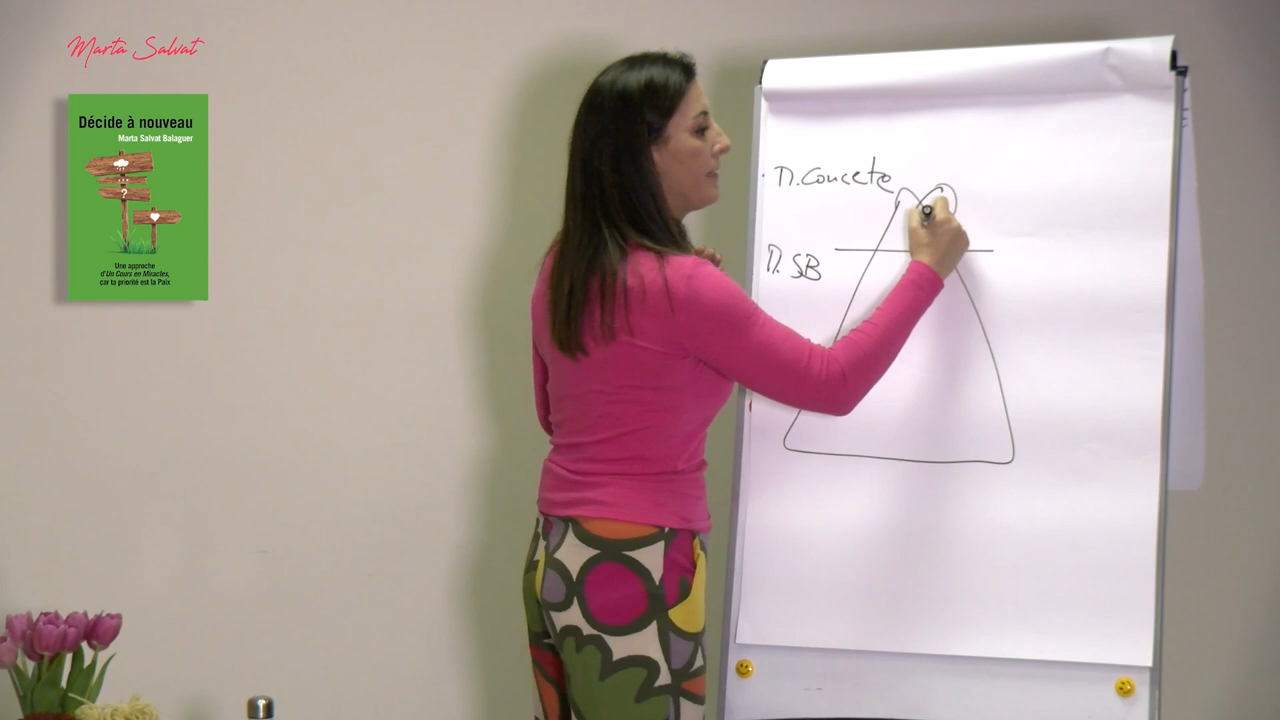 Marta Salvat
Décide à nouveau
Marta Salvat Balaguer
?
Une approche
d'Un Cours en Miracles,
car ta priorité est la Paix
M. SB